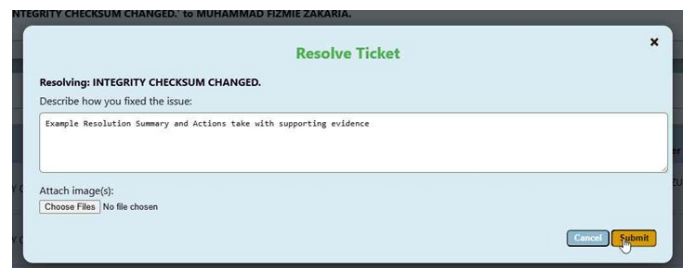 NTEGRITY CHECKSUM CHANGED.' to MUHAMMAD FIZMIE ZAKARIA.
×
Resolve Ticket
Resolving: INTEGRITY CHECKSUM CHANGED.
Describe how you fixed the issue:
Example Resolution Summary and Actions take with supporting evidence
Attach image(s):
Choose Files No file chosen
Cancel Submit